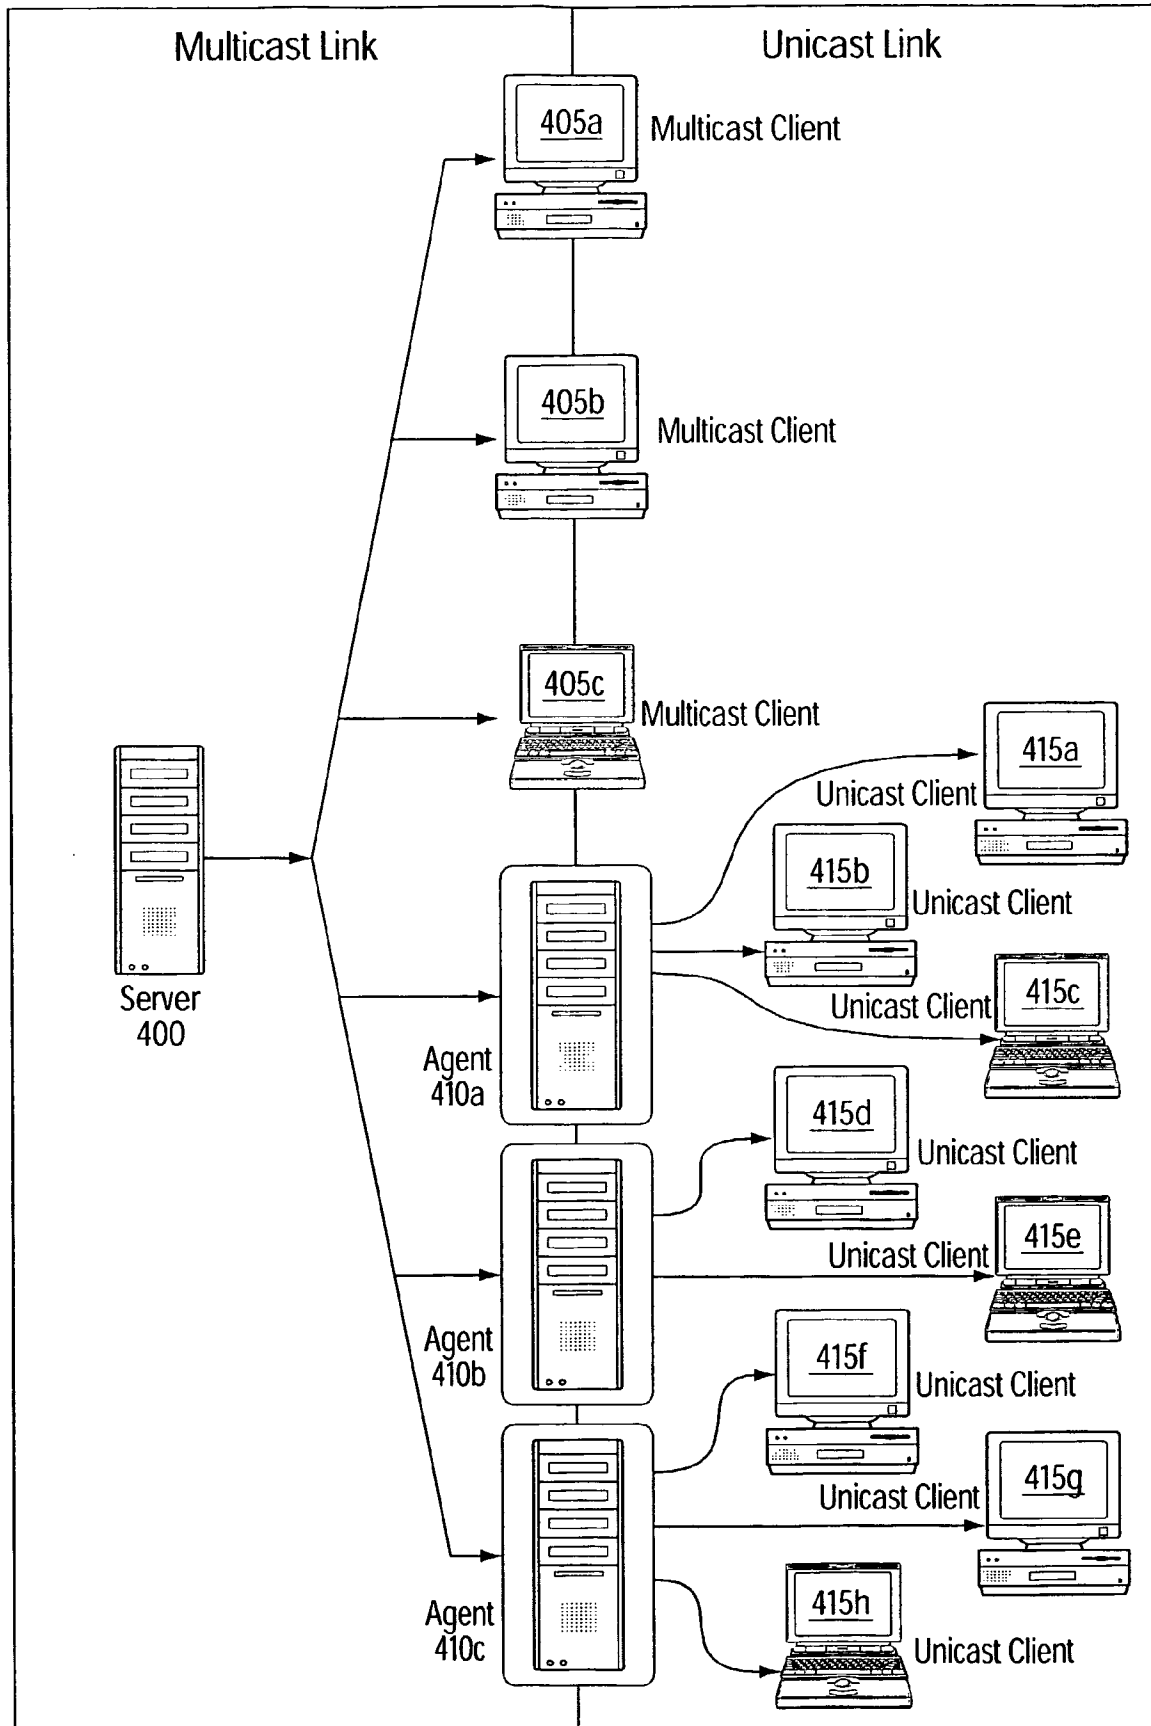 Multicast Link
Unicast Link
405a
Multicast Client
405b
Multicast Client
405c
Multicast Client
415a
Unicast Client
415b
Unicast Client
Server
400
415c
Unicast Client
Agent
410a
415d
Unicast Client
415e
Unicast Client
Agent
410b
415f
Unicast Client
415g
Unicast Client
Agent
410c
415h
Unicast Client